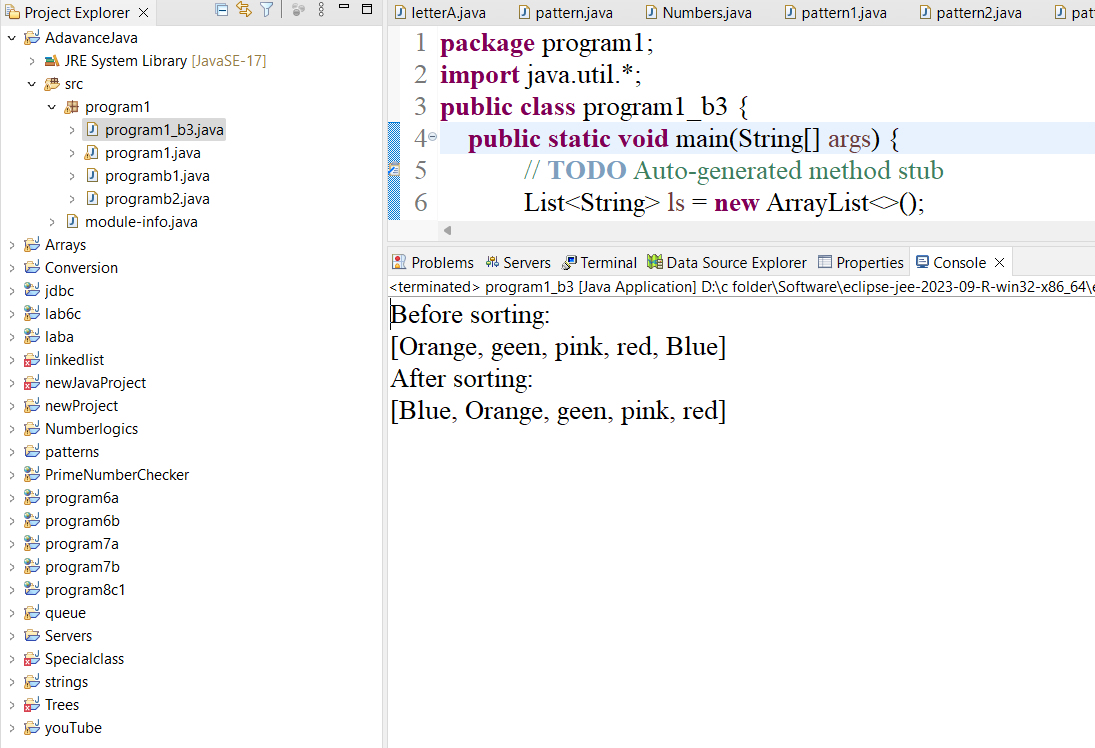 Project Explorer
AdavanceJava
JRE System Library [JavaSE-17]
src
program1
program1_b3.java
program1.java
programb1.java
programb2.java
module-info.java
Arrays
Conversion
jdbc
lab6c
laba
linkedlist
newJavaProject
newProject
Numberlogics
patterns
PrimeNumberChecker
program6a
program6b
program7a
program7b
program8c1
queue
Servers
Specialclass
strings
Trees
youTube
letterA.java pattern.java Numbers.java pattern1.java pattern2.java pat
1 package program1;
2 import java.util.*;
3 public class program1_b3 {
4 public static void main(String[] args) {
5 // TODO Auto-generated method stub
6 List<String> ls = new ArrayList<>();
Problems Servers Terminal Data Source Explorer Properties Console
<terminated> program1_b3 [Java Application] D:\c folder\Software\eclipse-jee-2023-09-R-win32-x86_64\e
Before sorting:
[Orange, geen, pink, red, Blue]
After sorting:
[Blue, Orange, geen, pink, red]